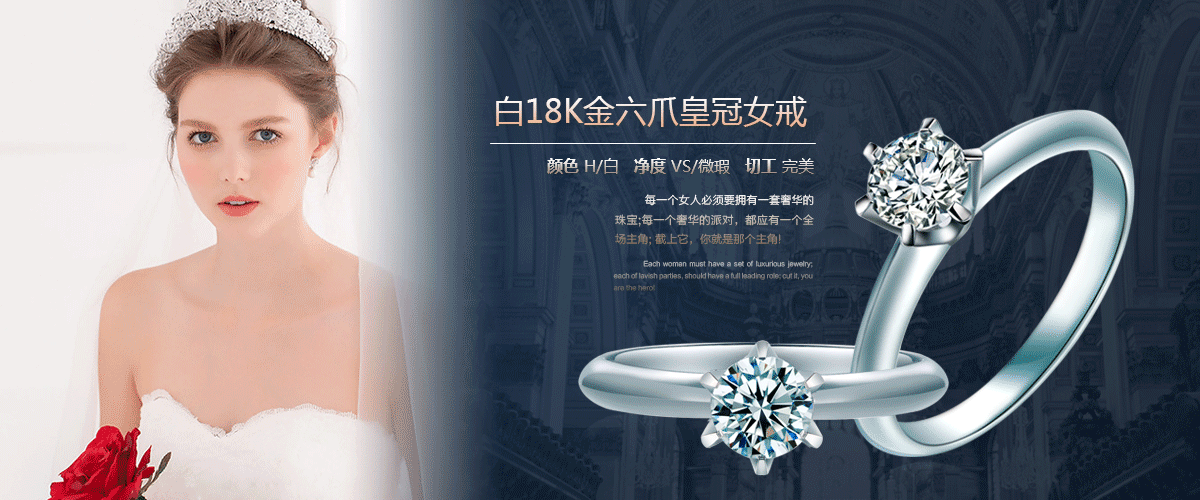 白18K金六爪皇冠女戒
颜色 H/白 净度 VS/微瑕 切工 完美
每一个女人必须要拥有一套奢华的
珠宝;每一个奢华的派对，都应有一个全
场主角; 截上它，你就是那个主角!
Each woman must have a set of luxurious jewelry;
each of lavish parties, should have a full leading role; cut it, you
are the hero!